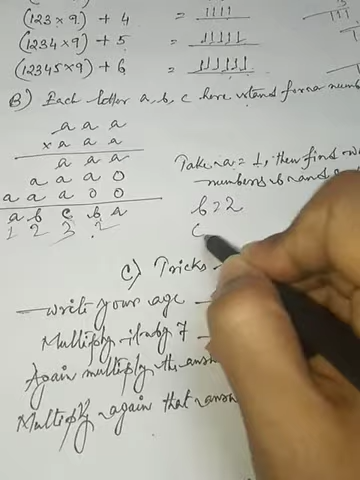 (123 × 9) + 4 = 1111
(1234 × 9) + 5 = 11111
(12345 × 9) + 6 = 111111
B) Each letter a, b, c here stand for a numb
a a a
× a a a
a a a
a a a 0
a a a 0 0
a b c b a
1 2 3 2
Take a = 1, then find
numbers b and
b = 2
c
C) Tricks
write your age
Multiply it by 7
Again multiply the answ
Multiply again that answ